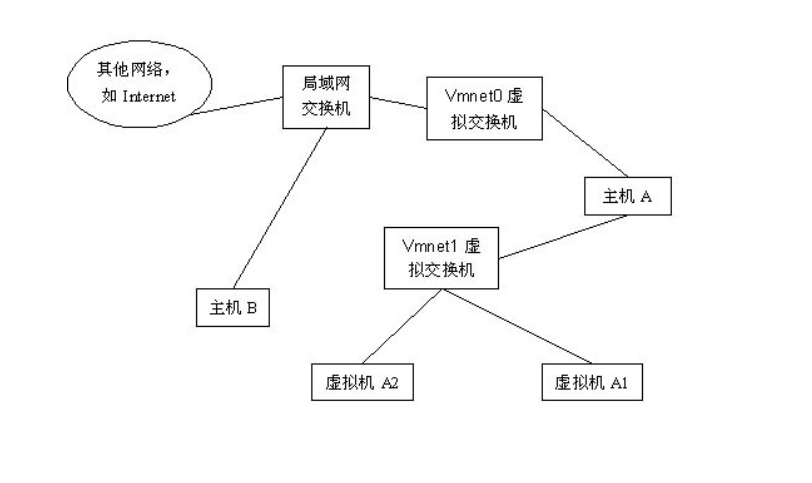 其他网络，
如 Internet
局域网
交换机
Vmnet0 虚
拟交换机
主机 A
Vmnet1 虚
拟交换机
主机 B
虚拟机 A2
虚拟机 A1